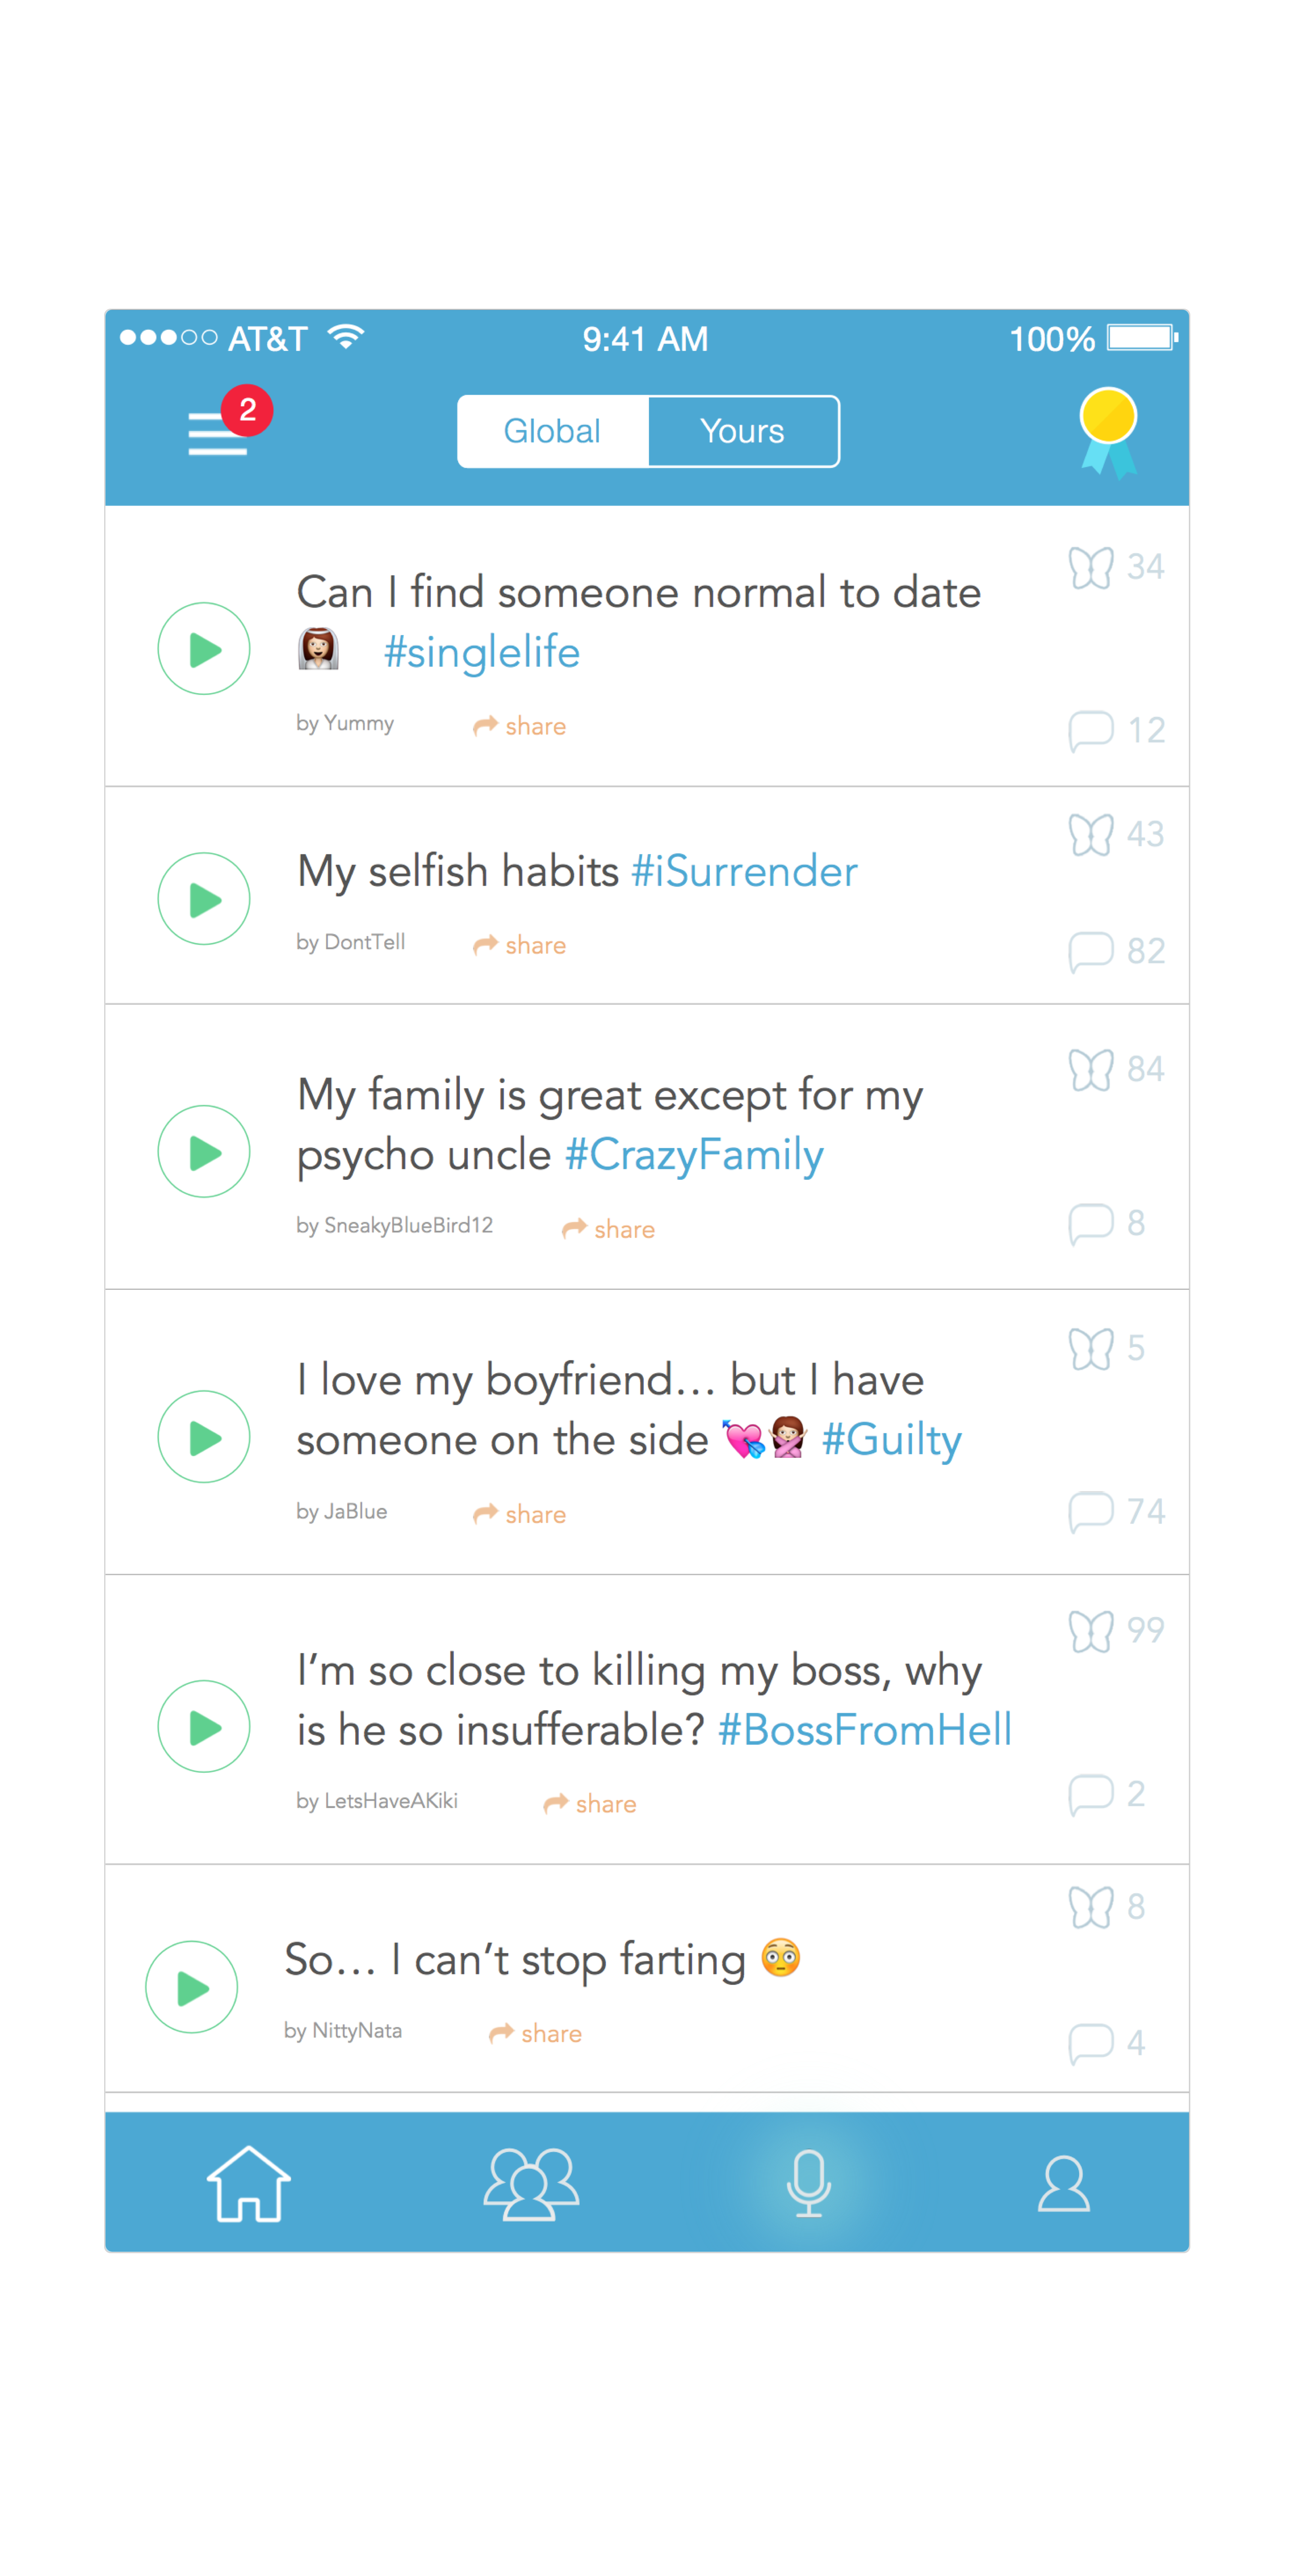 AT&T 9:41 AM 100%
2 Global Yours
34
Can I find someone normal to date
👰 #singlelife
by Yummy share
12
43
My selfish habits #iSurrender
by DontTell share
82
84
My family is great except for my
psycho uncle #CrazyFamily
by SneakyBlueBird12 share
8
5
I love my boyfriend... but I have
someone on the side 💘🙅 #Guilty
by JaBlue share
74
99
I’m so close to killing my boss, why
is he so insufferable? #BossFromHell
by LetsHaveAKiki share
2
8
So... I can’t stop farting 😳
by NittyNata share
4